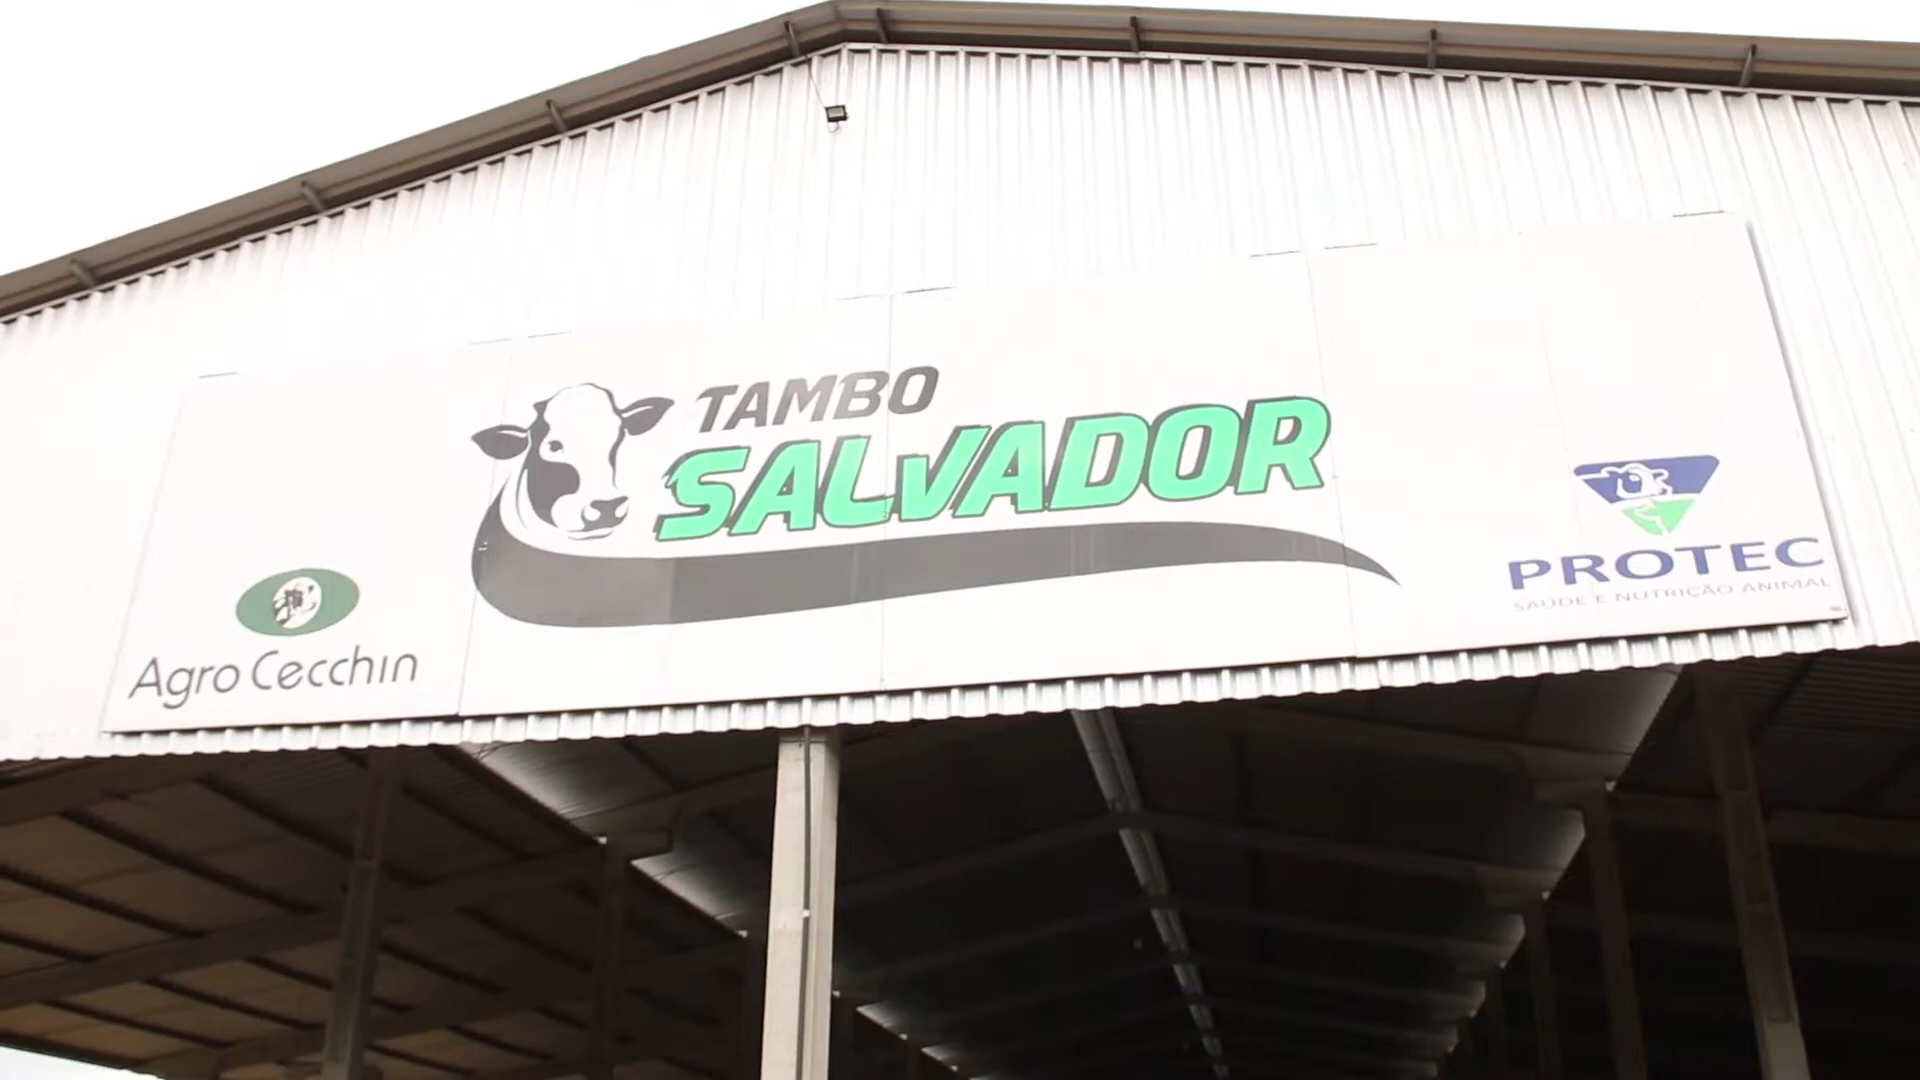 TAMBO
SALVADOR
Agro Cecchin
PROTEC
SAÚDE E NUTRIÇÃO ANIMAL